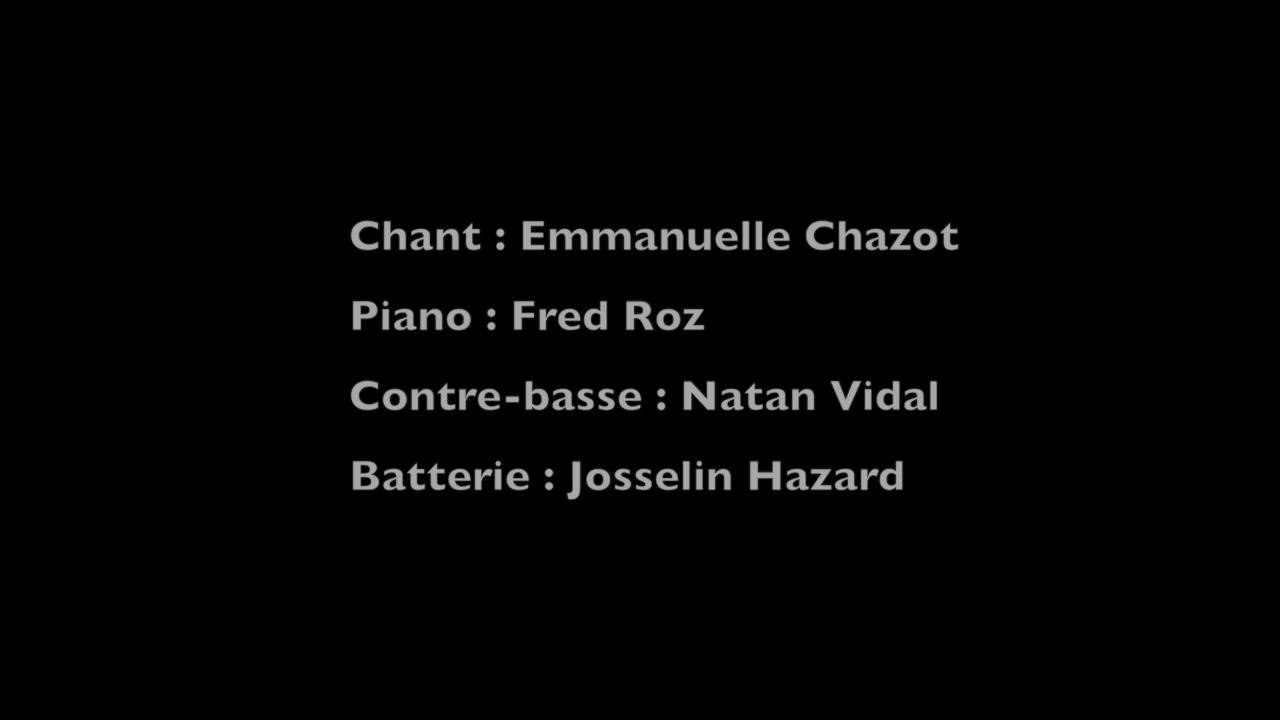 Chant : Emmanuelle Chazot
Piano : Fred Roz
Contre-basse : Natan Vidal
Batterie : Josselin Hazard